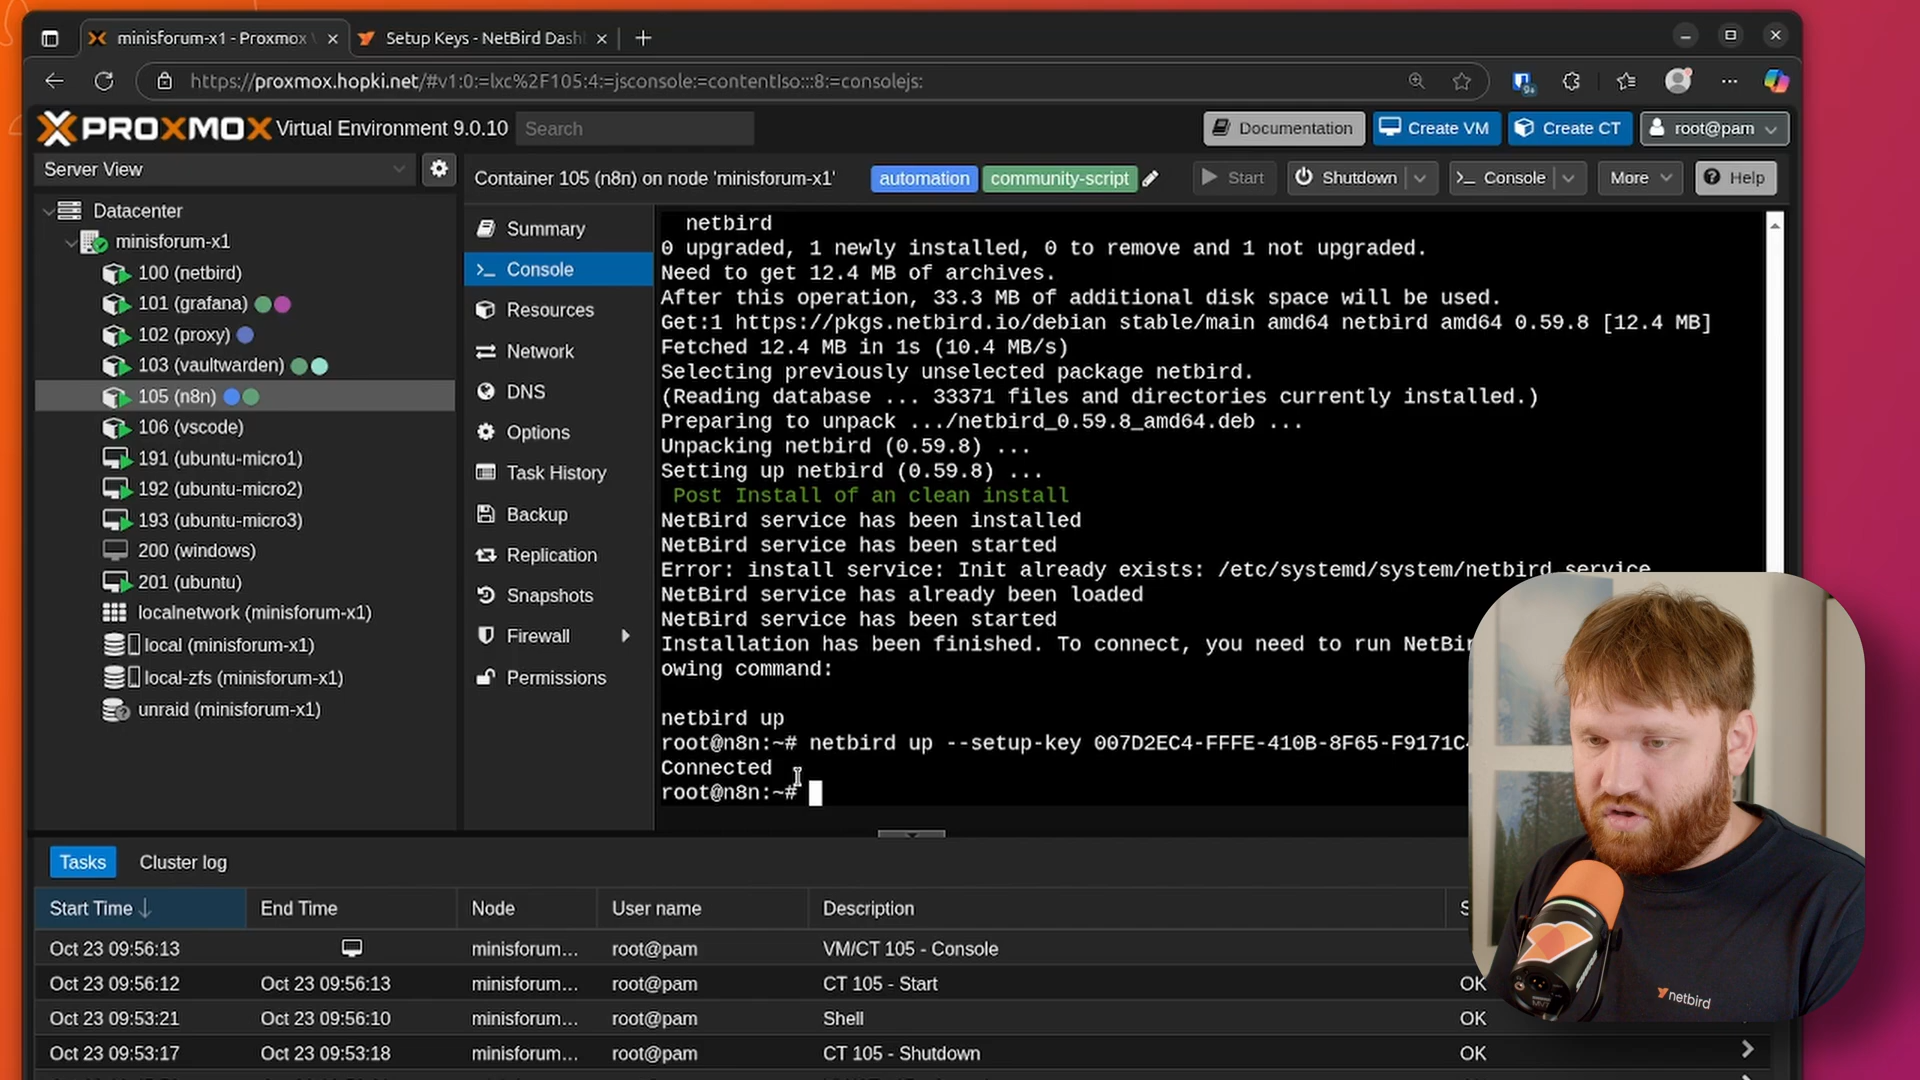 minisforum-x1 - Proxmox
Setup Keys - NetBird Dash
https://proxmox.hopki.net/#v1:0:=lxc%2F105:4:=jsconsole:=contentIso:::8:=consolejs:
9+
PROXMOX Virtual Environment 9.0.10
Search
Documentation
Create VM
Create CT
root@pam
Server View
Container 105 (n8n) on node 'minisforum-x1'
automation
community-script
Start
Shutdown
Console
More
Help
Datacenter
minisforum-x1
100 (netbird)
101 (grafana)
102 (proxy)
103 (vaultwarden)
105 (n8n)
106 (vscode)
191 (ubuntu-micro1)
192 (ubuntu-micro2)
193 (ubuntu-micro3)
200 (windows)
201 (ubuntu)
localnetwork (minisforum-x1)
local (minisforum-x1)
local-zfs (minisforum-x1)
unraid (minisforum-x1)
Summary
Console
Resources
Network
DNS
Options
Task History
Backup
Replication
Snapshots
Firewall
Permissions
netbird
0 upgraded, 1 newly installed, 0 to remove and 1 not upgraded.
Need to get 12.4 MB of archives.
After this operation, 33.3 MB of additional disk space will be used.
Get:1 https://pkgs.netbird.io/debian stable/main amd64 netbird amd64 0.59.8 [12.4 MB]
Fetched 12.4 MB in 1s (10.4 MB/s)
Selecting previously unselected package netbird.
(Reading database ... 33371 files and directories currently installed.)
Preparing to unpack .../netbird_0.59.8_amd64.deb ...
Unpacking netbird (0.59.8) ...
Setting up netbird (0.59.8) ...
Post Install of an clean install
NetBird service has been installed
NetBird service has been started
Error: install service: Init already exists: /etc/systemd/system/netbird.service
NetBird service has already been loaded
NetBird service has been started
Installation has been finished. To connect, you need to run NetBir
owing command:
netbird up
root@n8n:~# netbird up --setup-key 007D2EC4-FFFE-410B-8F65-F9171C
Connected
root@n8n:~#
Tasks
Cluster log
Start Time
End Time
Node
User name
Description
S
Oct 23 09:56:13 minisforum... root@pam VM/CT 105 - Console
Oct 23 09:56:12 Oct 23 09:56:13 minisforum... root@pam CT 105 - Start OK
Oct 23 09:53:21 Oct 23 09:56:10 minisforum... root@pam Shell OK
Oct 23 09:53:17 Oct 23 09:53:18 minisforum... root@pam CT 105 - Shutdown OK
netbird